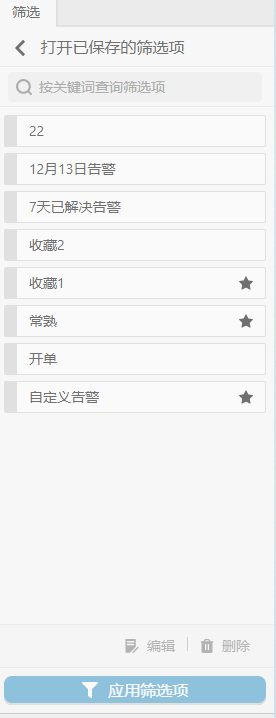 筛选
打开已保存的筛选项
按关键词查询筛选项
22
12月13日告警
7天已解决告警
收藏2
收藏1
常熟
开单
自定义告警
编辑 删除
应用筛选项